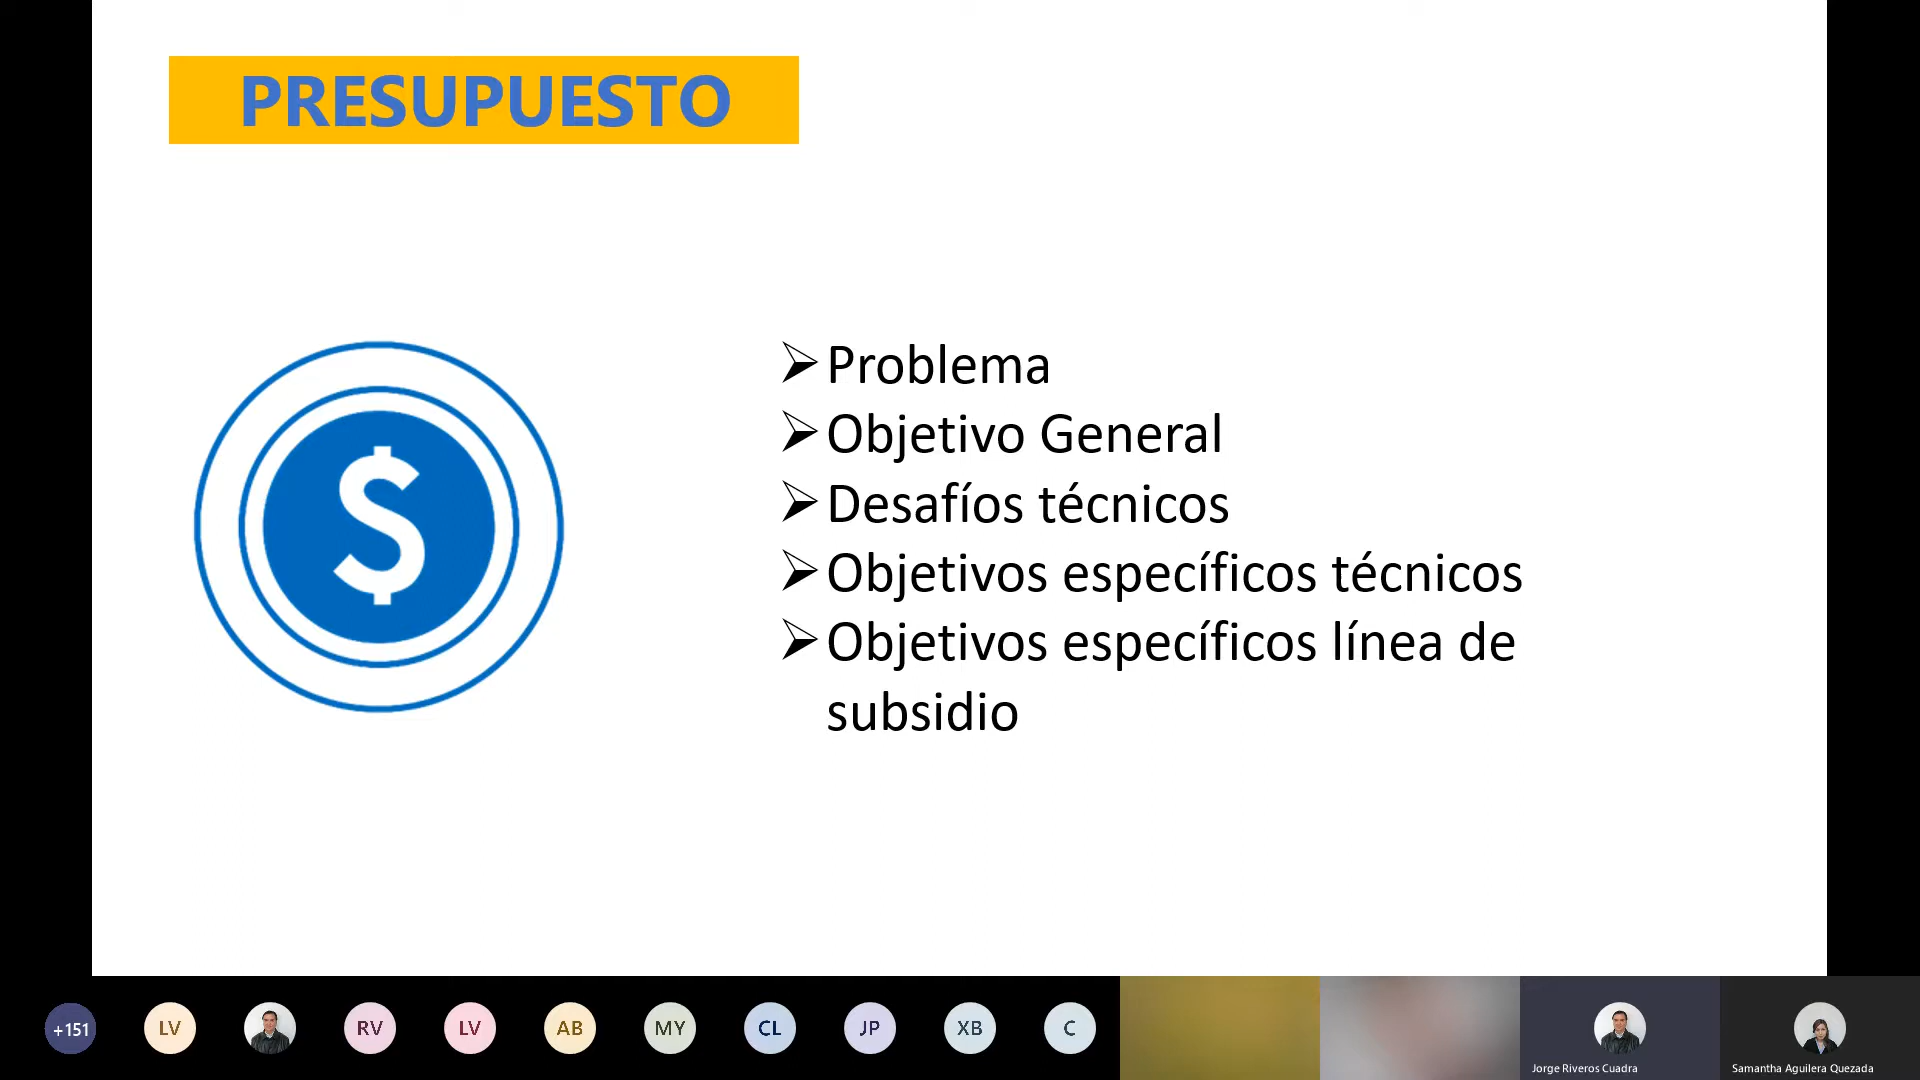 PRESUPUESTO
$
➢Problema
➢Objetivo General
➢Desafíos técnicos
➢Objetivos específicos técnicos
➢Objetivos específicos línea de
subsidio
+151
LV
RV
LV
AB
MY
CL
JP
XB
C
Jorge Riveros Cuadra
Samantha Aguilera Quezada